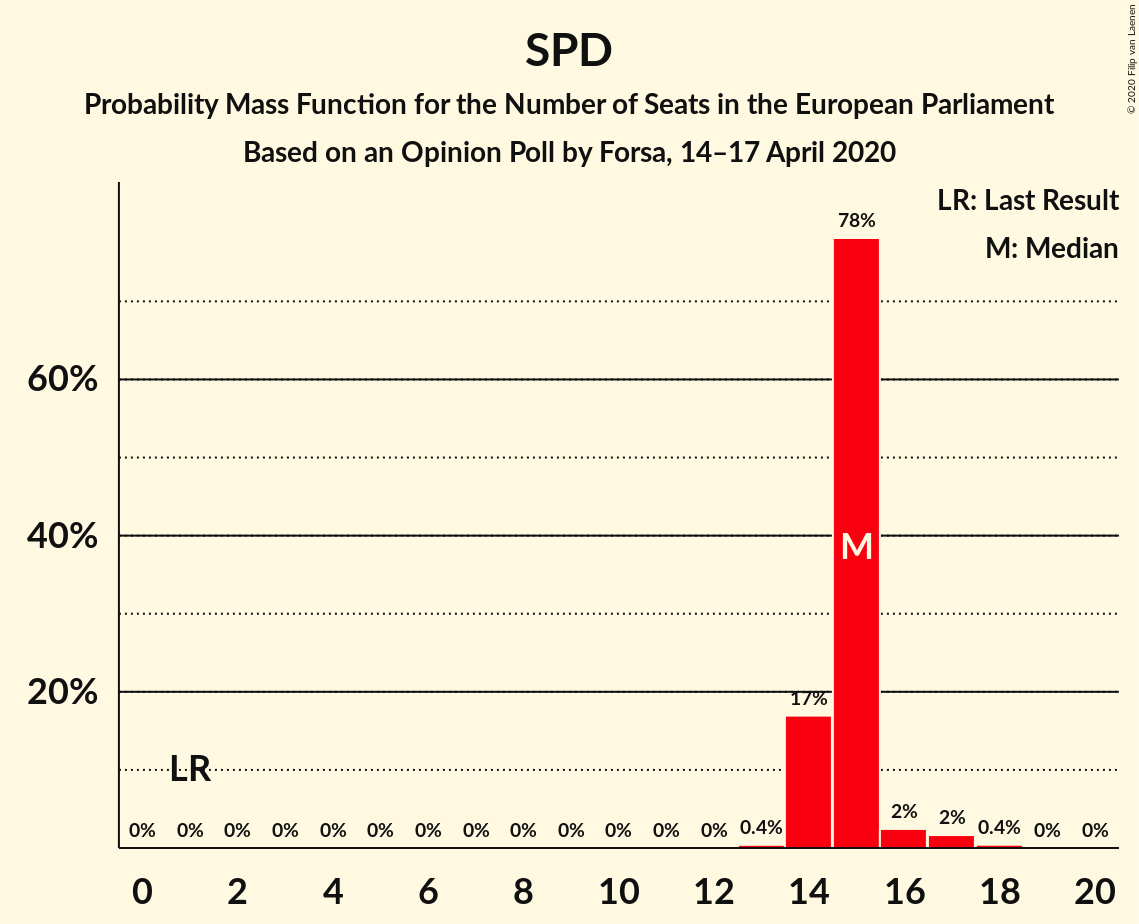 SPD
Probability Mass Function for the Number of Seats in the European Parliament
Based on an Opinion Poll by Forsa, 14–17 April 2020
© 2020 Filip van Laenen
LR: Last Result
M: Median
78%
60%
40%
M
20%
17%
LR
0% 0% 0% 0% 0% 0% 0% 0% 0% 0% 0% 0% 0% 0.4% 2% 2% 0.4% 0% 0%
0 2 4 6 8 10 12 14 16 18 20